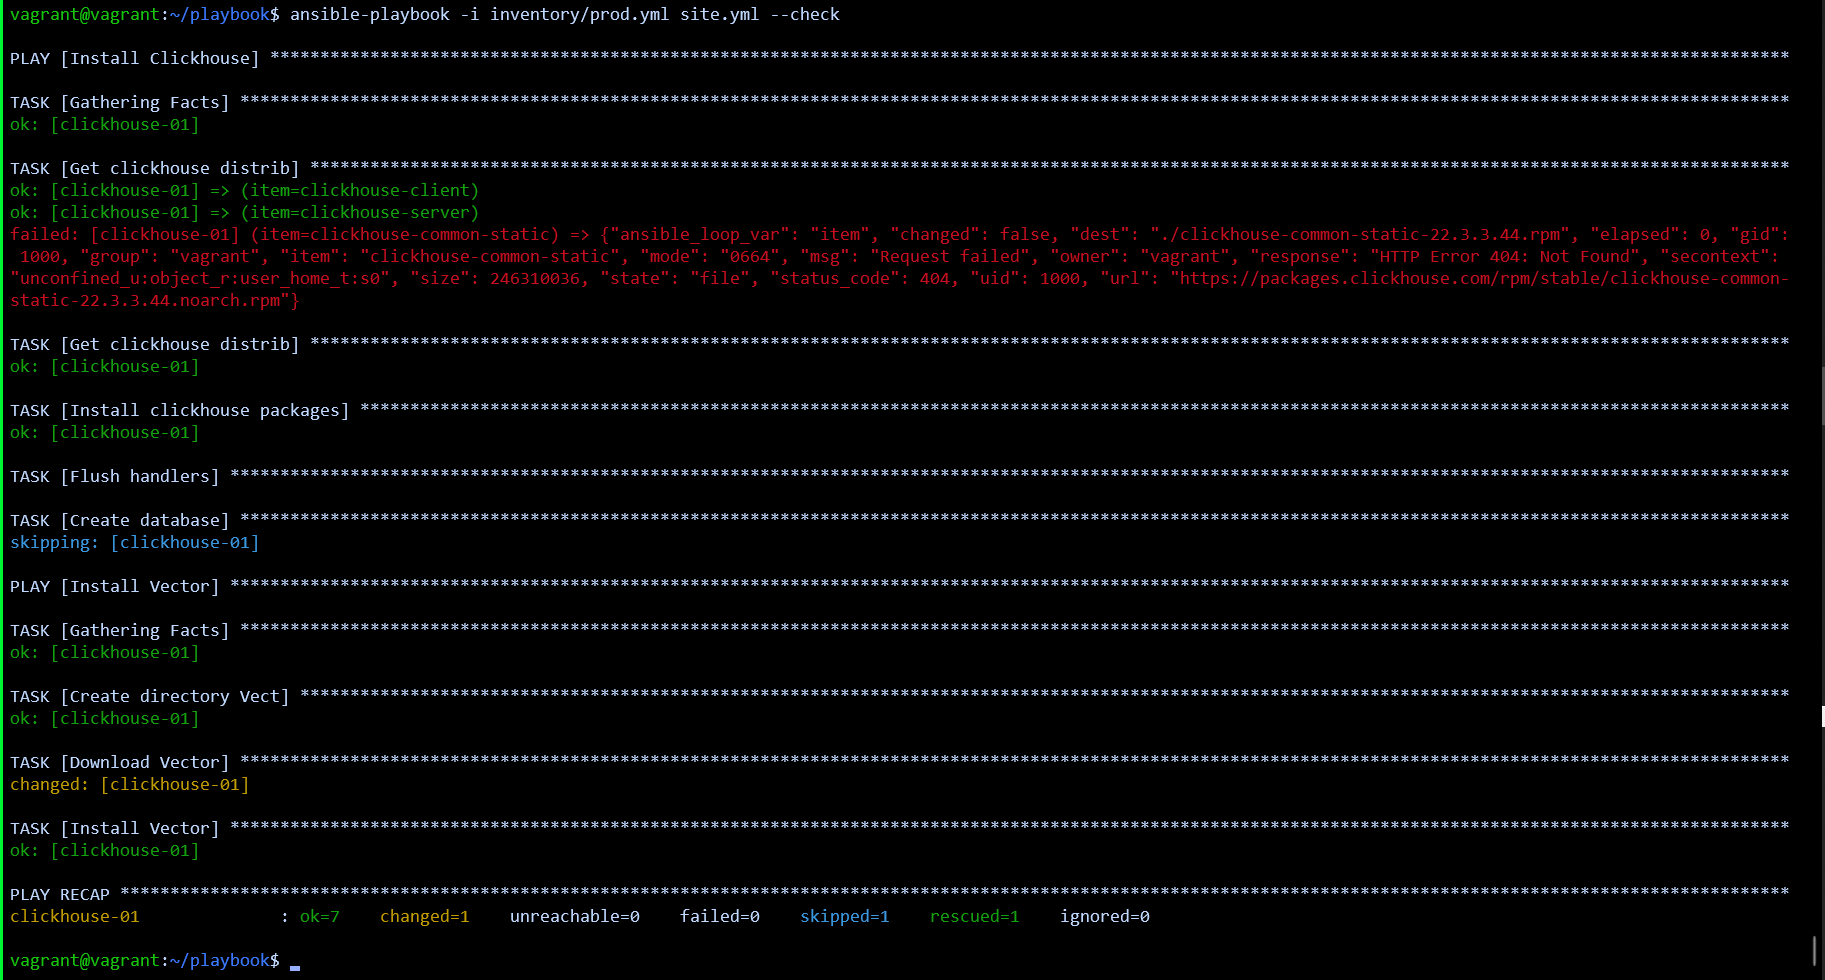 vagrant@vagrant:~/playbook$ ansible-playbook -i inventory/prod.yml site.yml --check
PLAY [Install Clickhouse] ********************************************************************************************************************************************************
TASK [Gathering Facts] ***********************************************************************************************************************************************************
ok: [clickhouse-01]
TASK [Get clickhouse distrib] ****************************************************************************************************************************************************
ok: [clickhouse-01] => (item=clickhouse-client)
ok: [clickhouse-01] => (item=clickhouse-server)
failed: [clickhouse-01] (item=clickhouse-common-static) => {"ansible_loop_var": "item", "changed": false, "dest": "./clickhouse-common-static-22.3.3.44.rpm", "elapsed": 0, "gid":
1000, "group": "vagrant", "item": "clickhouse-common-static", "mode": "0664", "msg": "Request failed", "owner": "vagrant", "response": "HTTP Error 404: Not Found", "secontext":
"unconfined_u:object_r:user_home_t:s0", "size": 246310036, "state": "file", "status_code": 404, "uid": 1000, "url": "https://packages.clickhouse.com/rpm/stable/clickhouse-common-
static-22.3.3.44.noarch.rpm"}
TASK [Get clickhouse distrib] ****************************************************************************************************************************************************
ok: [clickhouse-01]
TASK [Install clickhouse packages] ***********************************************************************************************************************************************
ok: [clickhouse-01]
TASK [Flush handlers] ************************************************************************************************************************************************************
TASK [Create database] ***********************************************************************************************************************************************************
skipping: [clickhouse-01]
PLAY [Install Vector] ************************************************************************************************************************************************************
TASK [Gathering Facts] ***********************************************************************************************************************************************************
ok: [clickhouse-01]
TASK [Create directory Vect] *****************************************************************************************************************************************************
ok: [clickhouse-01]
TASK [Download Vector] ***********************************************************************************************************************************************************
changed: [clickhouse-01]
TASK [Install Vector] ************************************************************************************************************************************************************
ok: [clickhouse-01]
PLAY RECAP ***********************************************************************************************************************************************************************
clickhouse-01              : ok=7    changed=1    unreachable=0    failed=0    skipped=1    rescued=1    ignored=0
vagrant@vagrant:~/playbook$